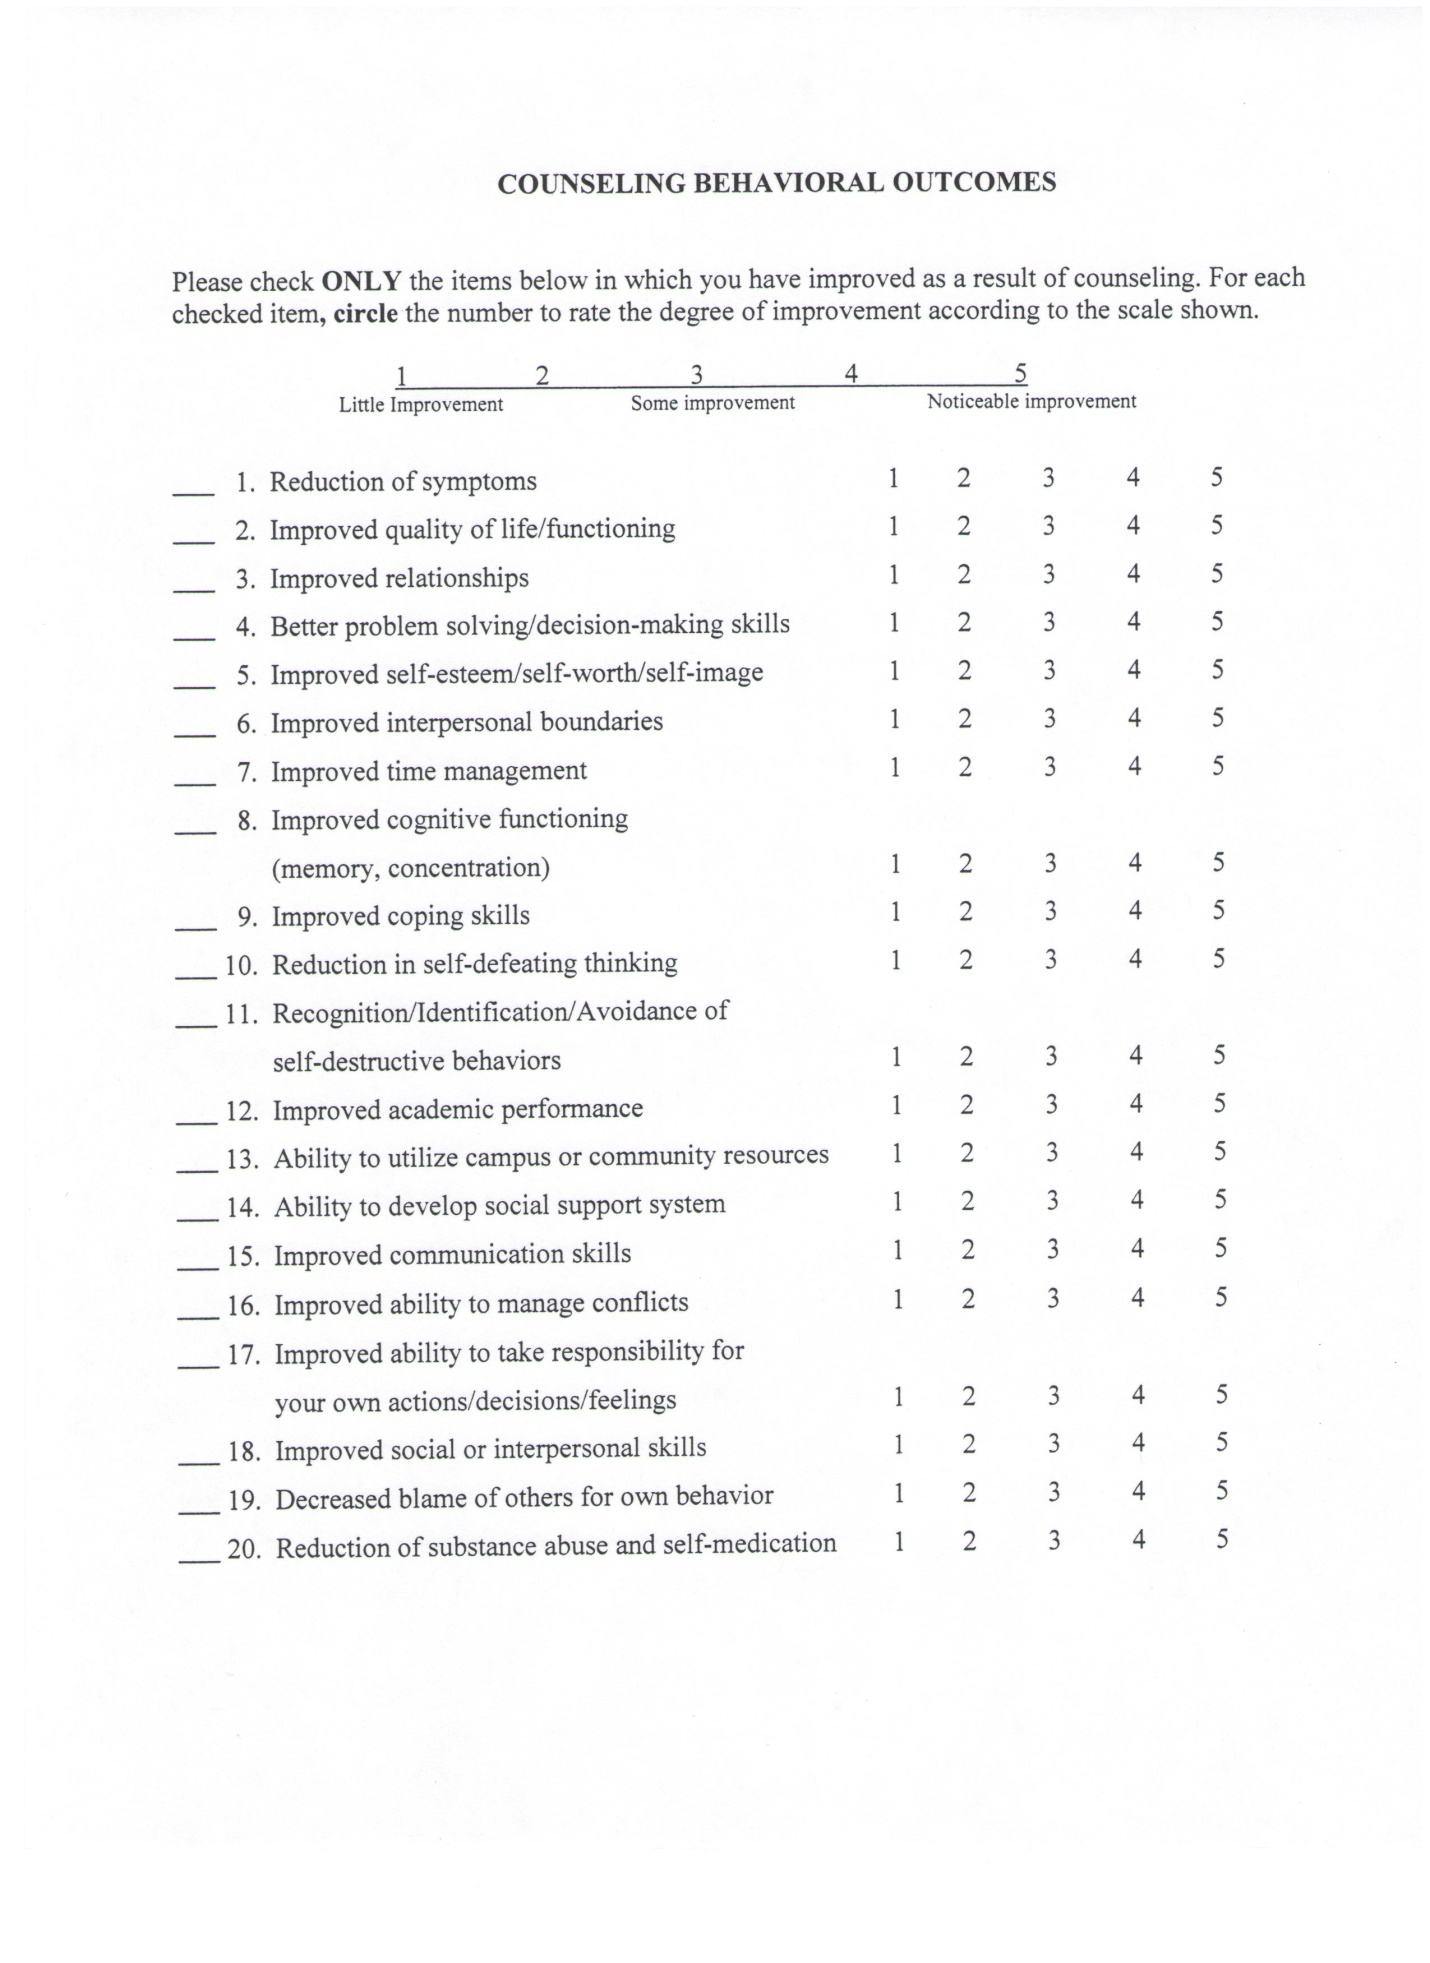 COUNSELING BEHAVIORAL OUTCOMES
Please check ONLY the items below in which you have improved as a result of counseling. For each
checked item, circle the number to rate the degree of improvement according to the scale shown.
1 2 3 4 5
Little Improvement Some improvement Noticeable improvement
___ 1. Reduction of symptoms 1 2 3 4 5
___ 2. Improved quality of life/functioning 1 2 3 4 5
___ 3. Improved relationships 1 2 3 4 5
___ 4. Better problem solving/decision-making skills 1 2 3 4 5
___ 5. Improved self-esteem/self-worth/self-image 1 2 3 4 5
___ 6. Improved interpersonal boundaries 1 2 3 4 5
___ 7. Improved time management 1 2 3 4 5
___ 8. Improved cognitive functioning
(memory, concentration) 1 2 3 4 5
___ 9. Improved coping skills 1 2 3 4 5
___ 10. Reduction in self-defeating thinking 1 2 3 4 5
___ 11. Recognition/Identification/Avoidance of
self-destructive behaviors 1 2 3 4 5
___ 12. Improved academic performance 1 2 3 4 5
___ 13. Ability to utilize campus or community resources 1 2 3 4 5
___ 14. Ability to develop social support system 1 2 3 4 5
___ 15. Improved communication skills 1 2 3 4 5
___ 16. Improved ability to manage conflicts 1 2 3 4 5
___ 17. Improved ability to take responsibility for
your own actions/decisions/feelings 1 2 3 4 5
___ 18. Improved social or interpersonal skills 1 2 3 4 5
___ 19. Decreased blame of others for own behavior 1 2 3 4 5
___ 20. Reduction of substance abuse and self-medication 1 2 3 4 5